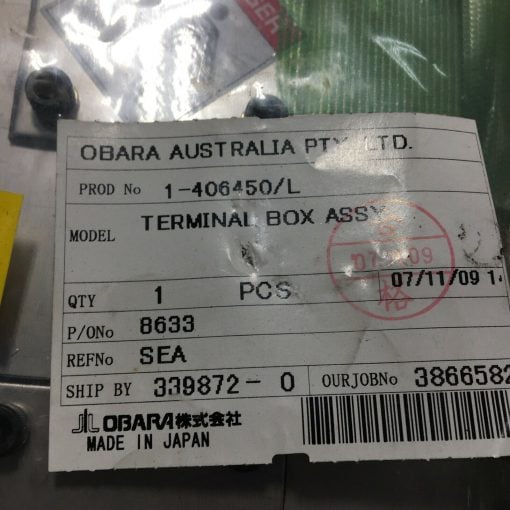 OBARA AUSTRALIA PTY. LTD.
PROD No 1-406450/L
MODEL TERMINAL BOX ASSY
07/11/09
QTY 1 PCS
P/ONo 8633
REFNo SEA
SHIP BY 339872-0 OURJOBNo 3866582
OBARA株式会社
MADE IN JAPAN